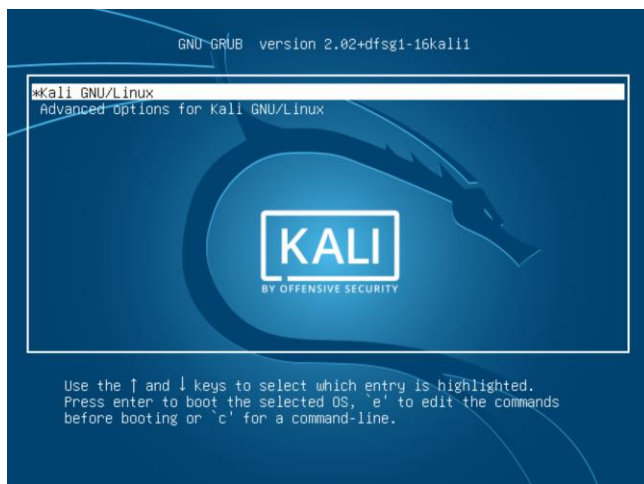 GNU GRUB  version 2.02+dfsg1-16kali1
*Kali GNU/Linux
Advanced options for Kali GNU/Linux
KALI
BY OFFENSIVE SECURITY
Use the ↑ and ↓ keys to select which entry is highlighted.
Press enter to boot the selected OS, `e' to edit the commands
before booting or `c' for a command-line.